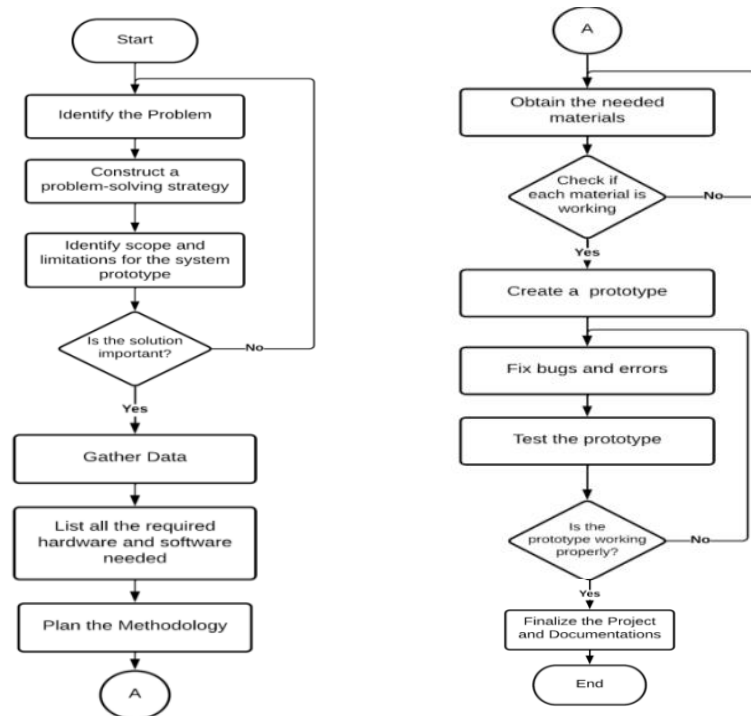 Start
Identify the Problem
Construct a
problem-solving strategy
Identify scope and
limitations for the system
prototype
Is the solution
important?
No
Yes
Gather Data
List all the required
hardware and software
needed
Plan the Methodology
A
A
Obtain the needed
materials
Check if
each material is
working
No
Yes
Create a prototype
Fix bugs and errors
Test the prototype
Is the
prototype working
properly?
No
Yes
Finalize the Project
and Documentations
End